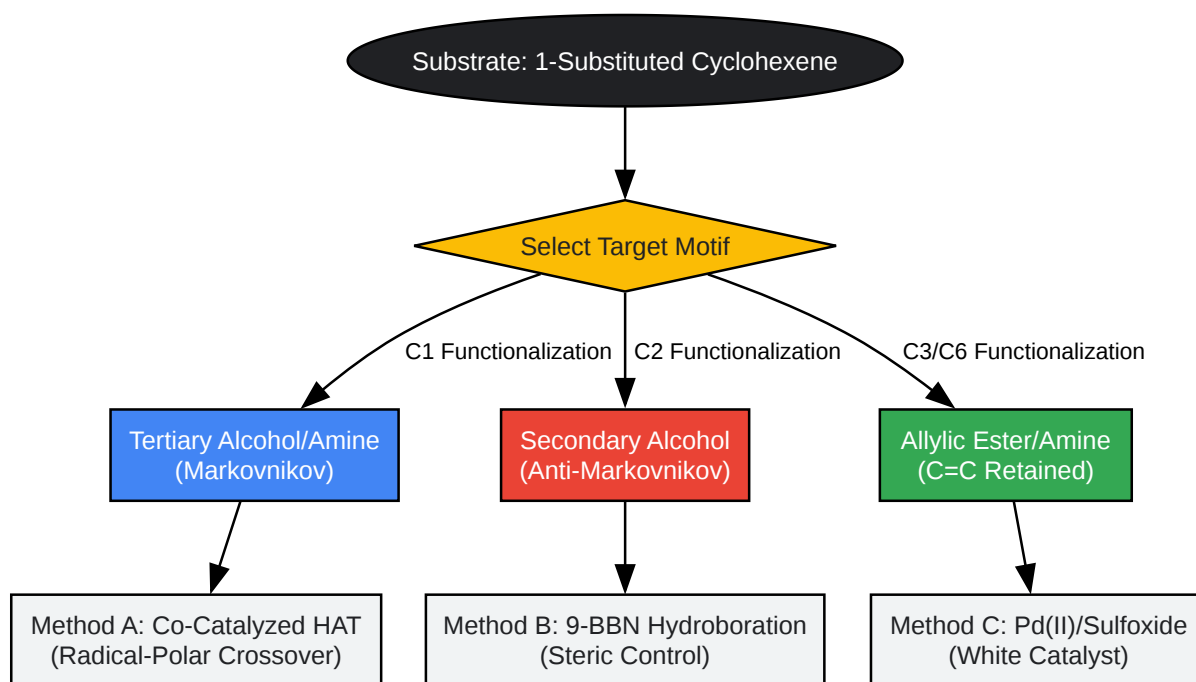 Substrate: 1-Substituted Cyclohexene
Select Target Motif
C1 Functionalization
C2 Functionalization
C3/C6 Functionalization
Tertiary Alcohol/Amine
(Markovnikov)
Secondary Alcohol
(Anti-Markovnikov)
Allylic Ester/Amine
(C=C Retained)
Method A: Co-Catalyzed HAT
(Radical-Polar Crossover)
Method B: 9-BBN Hydroboration
(Steric Control)
Method C: Pd(II)/Sulfoxide
(White Catalyst)